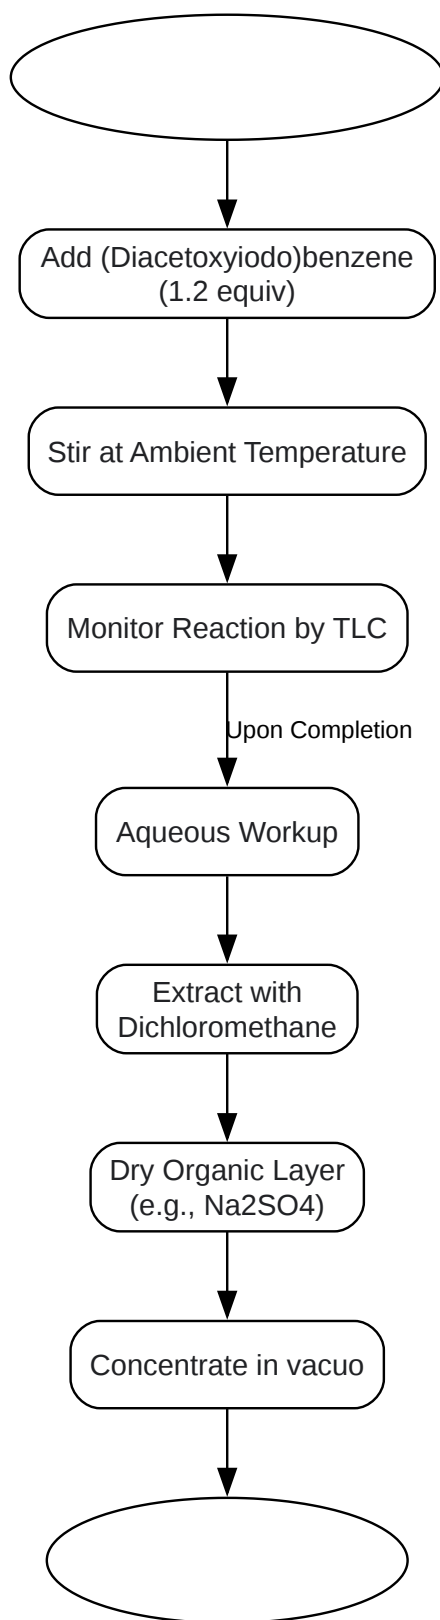 Add (Diacetoxyiodo)benzene
(1.2 equiv)
Stir at Ambient Temperature
Monitor Reaction by TLC
Upon Completion
Aqueous Workup
Extract with
Dichloromethane
Dry Organic Layer
(e.g., Na2SO4)
Concentrate in vacuo